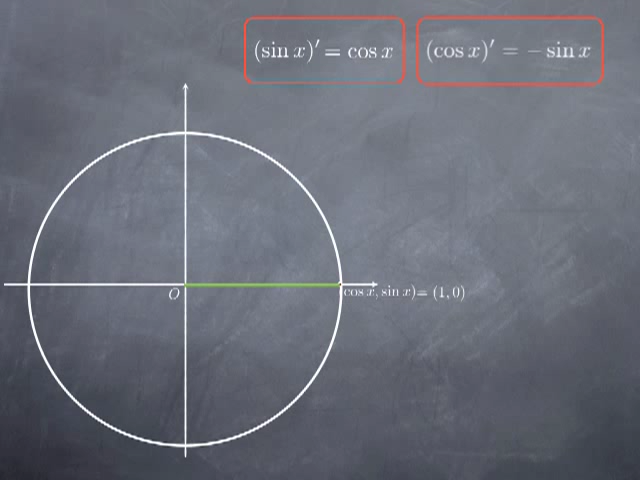 (sin x)′ = cos x (cos x)′ = − sin x
O
(cos x, sin x) = (1, 0)